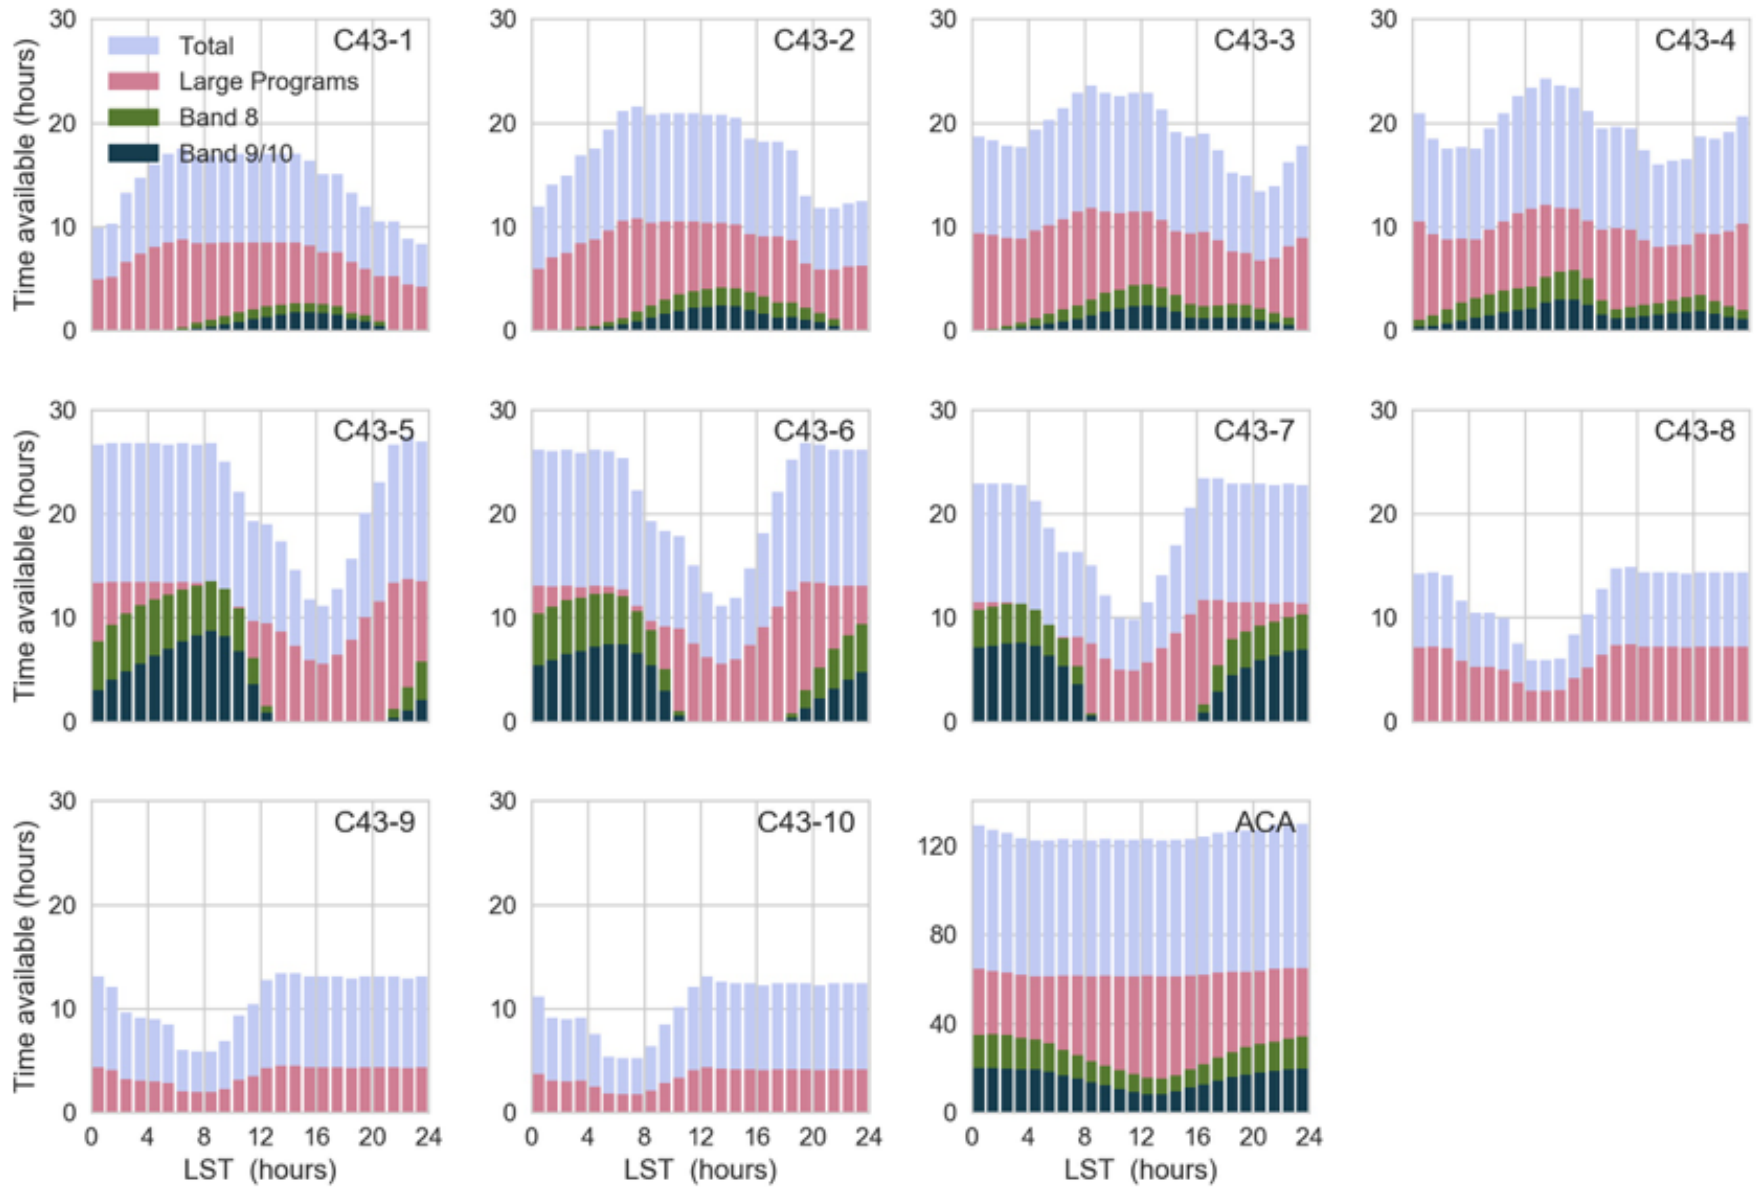 30
20
10
0
Time available (hours)
Total
Large Programs
Band 8
Band 9/10
C43-1
30
20
10
0
C43-2
30
20
10
0
C43-3
30
20
10
0
C43-4
30
20
10
0
Time available (hours)
C43-5
30
20
10
0
C43-6
30
20
10
0
C43-7
30
20
10
0
C43-8
30
20
10
0
Time available (hours)
C43-9
0 4 8 12 16 20 24
LST (hours)
30
20
10
0
C43-10
0 4 8 12 16 20 24
LST (hours)
120
80
40
0
ACA
0 4 8 12 16 20 24
LST (hours)